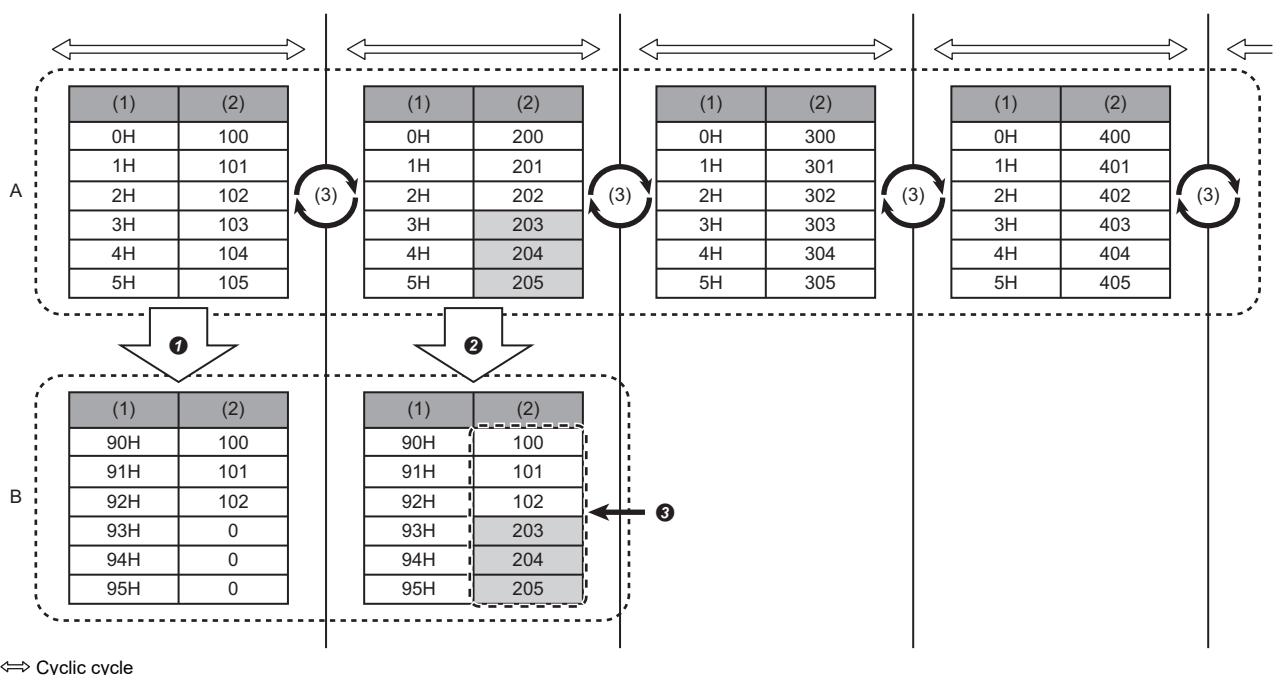 (1) (2) (1) (2) (1) (2) (1) (2)
0H 100 0H 200 0H 300 0H 400
1H 101 1H 201 1H 301 1H 401
A 2H 102 (3) 2H 202 (3) 2H 302 (3) 2H 402 (3)
3H 103 3H 203 3H 303 3H 403
4H 104 4H 204 4H 304 4H 404
5H 105 5H 205 5H 305 5H 405
❶ ❷
(1) (2) (1) (2)
90H 100 90H 100
91H 101 91H 101
B 92H 102 92H 102 ❸
93H 0 93H 203
94H 0 94H 204
95H 0 95H 205
Cyclic cycle